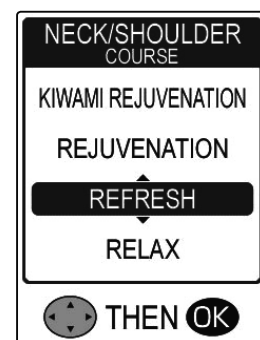 NECK/SHOULDER
COURSE
KIWAMI REJUVENATION
REJUVENATION
REFRESH
RELAX
THEN OK